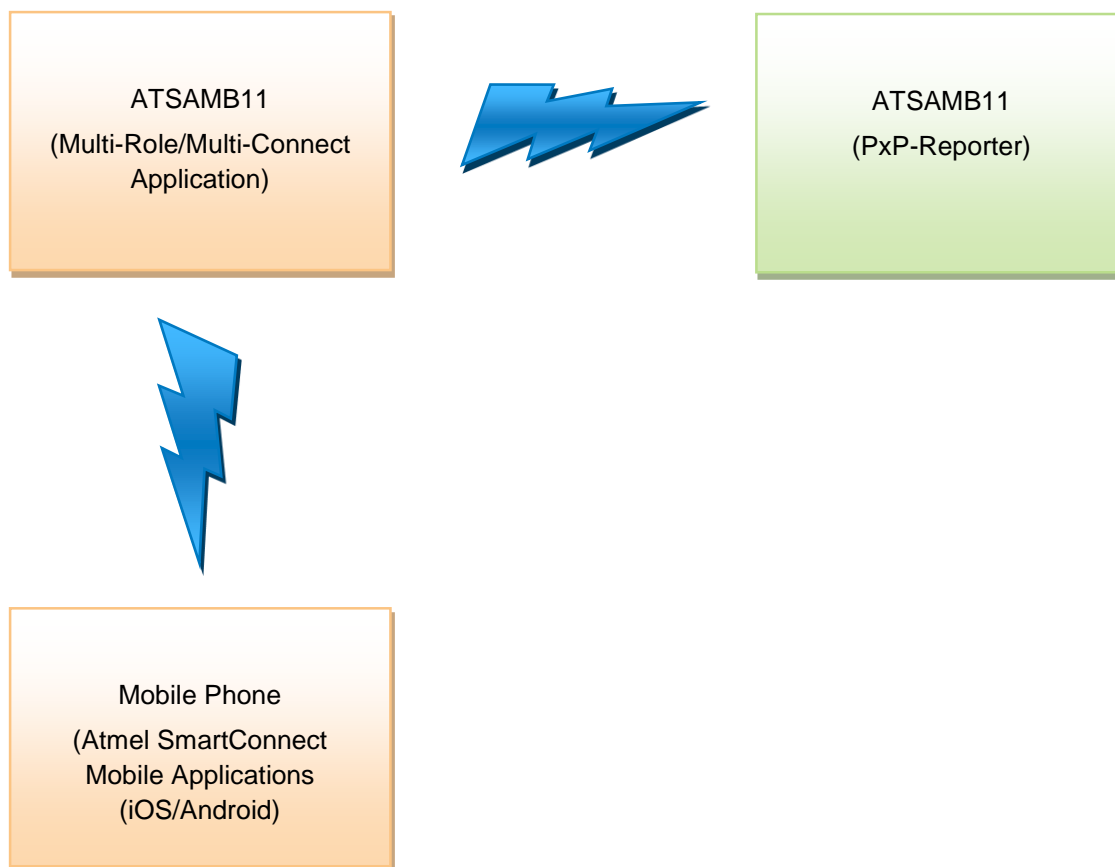 ATSAMB11
(Multi-Role/Multi-Connect
Application)
ATSAMB11
(PxP-Reporter)
Mobile Phone
(Atmel SmartConnect
Mobile Applications
(iOS/Android)